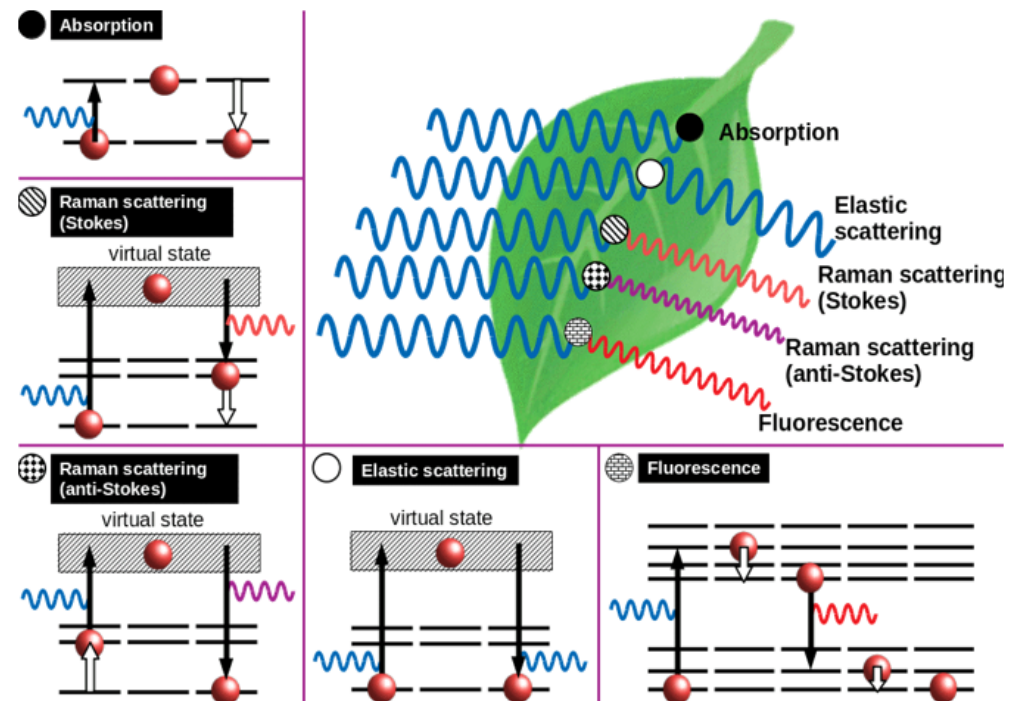 Absorption
Absorption
Elastic
scattering
Raman scattering
(Stokes)
Raman scattering
(anti-Stokes)
Fluorescence
Raman scattering
(Stokes)
virtual state
Raman scattering
(anti-Stokes)
virtual state
Elastic scattering
virtual state
Fluorescence